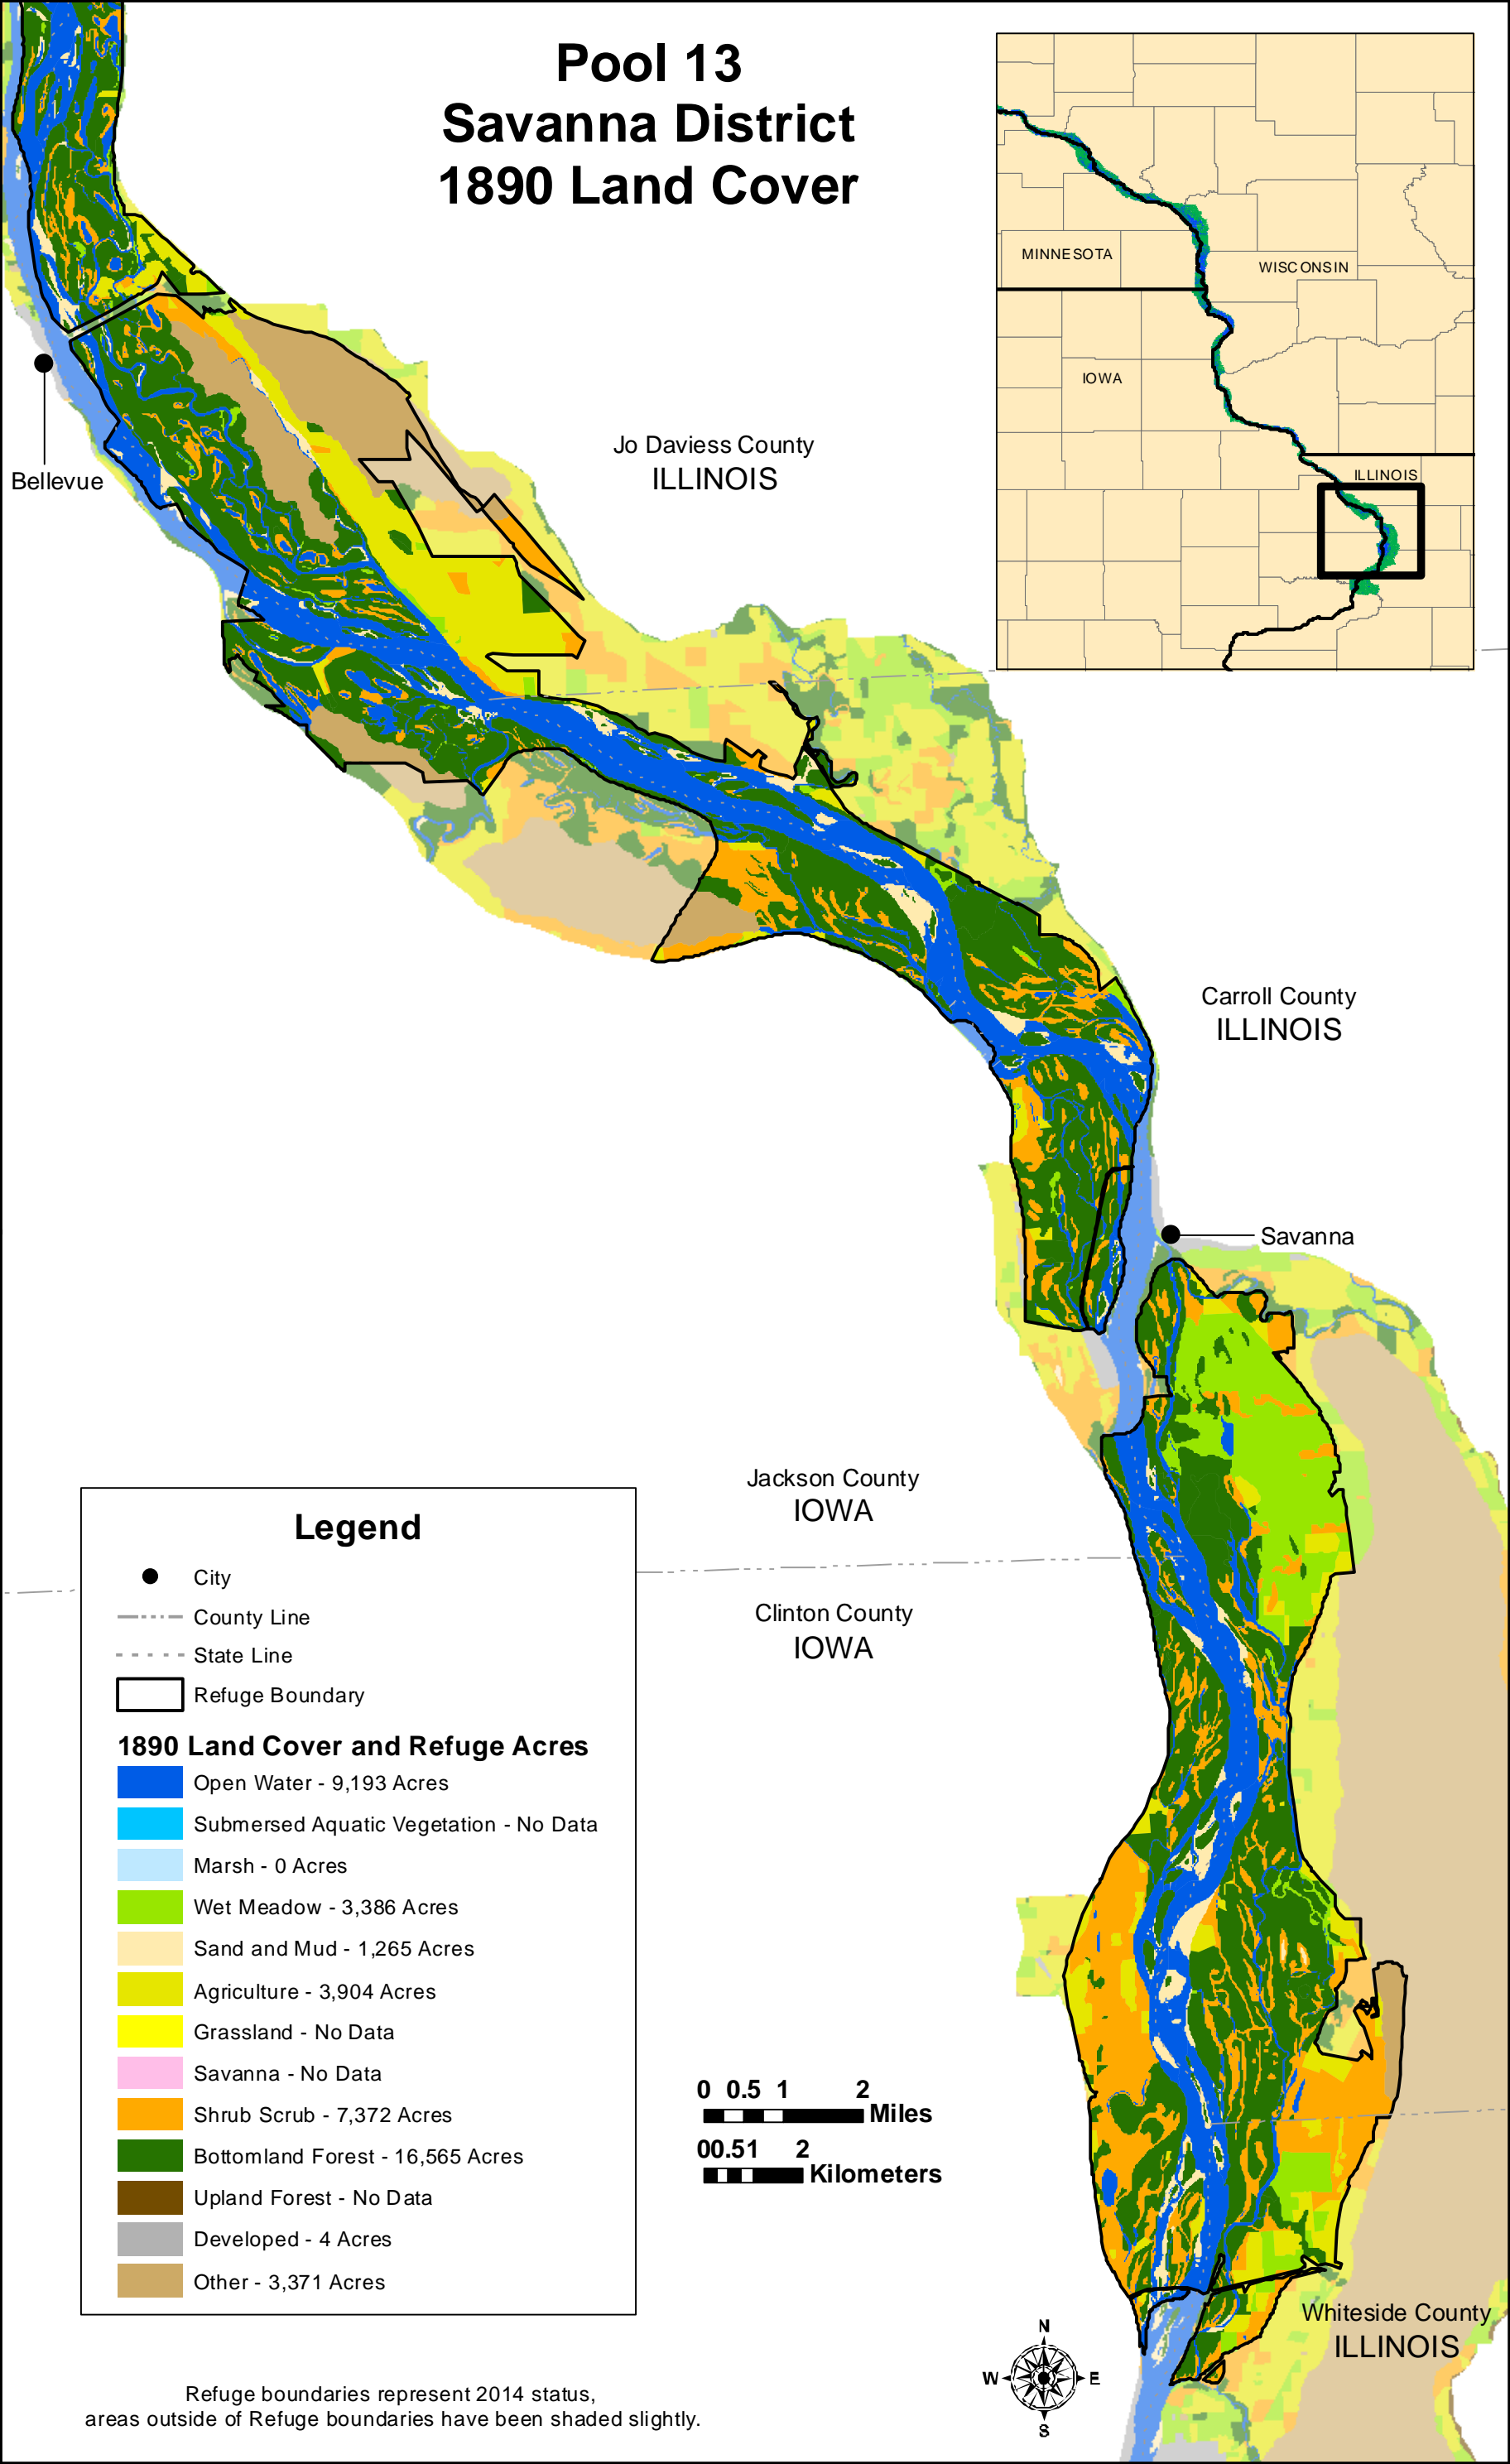 Pool 13
Savanna District
1890 Land Cover
MINNESOTA
WISCONSIN
IOWA
ILLINOIS
Jo Daviess County
ILLINOIS
Bellevue
Carroll County
ILLINOIS
Savanna
Jackson County
IOWA
Clinton County
IOWA
Legend
City
County Line
State Line
Refuge Boundary
1890 Land Cover and Refuge Acres
Open Water - 9,193 Acres
Submersed Aquatic Vegetation - No Data
Marsh - 0 Acres
Wet Meadow - 3,386 Acres
Sand and Mud - 1,265 Acres
Agriculture - 3,904 Acres
Grassland - No Data
Savanna - No Data
Shrub Scrub - 7,372 Acres
Bottomland Forest - 16,565 Acres
Upland Forest - No Data
Developed - 4 Acres
Other - 3,371 Acres
0 0.5 1 2
Miles
00.51 2
Kilometers
Whiteside County
ILLINOIS
N
W E
S
Refuge boundaries represent 2014 status,
areas outside of Refuge boundaries have been shaded slightly.